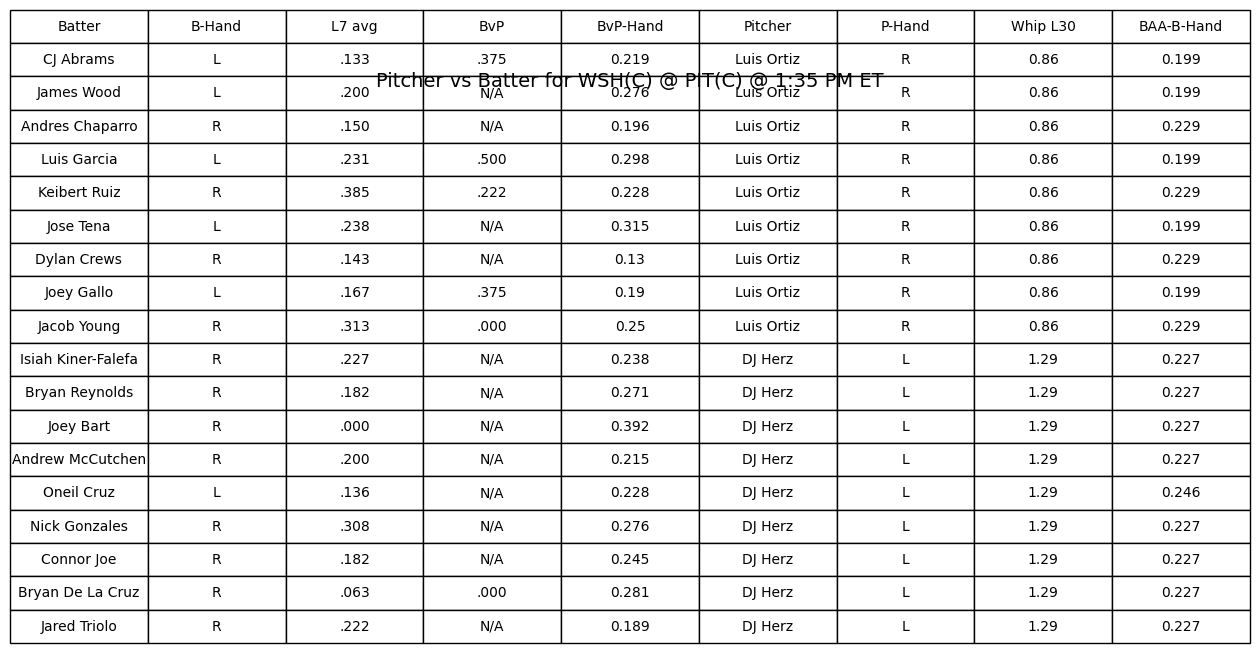 Batter B-Hand L7 avg BvP BvP-Hand Pitcher P-Hand Whip L30 BAA-B-Hand
CJ Abrams L .133 .375 0.219 Luis Ortiz R 0.86 0.199
Pitcher vs Batter for WSH(C) @ PIT(C) @ 1:35 PM ET
James Wood L .200 N/A 0.276 Luis Ortiz R 0.86 0.199
Andres Chaparro R .150 N/A 0.196 Luis Ortiz R 0.86 0.229
Luis Garcia L .231 .500 0.298 Luis Ortiz R 0.86 0.199
Keibert Ruiz R .385 .222 0.228 Luis Ortiz R 0.86 0.229
Jose Tena L .238 N/A 0.315 Luis Ortiz R 0.86 0.199
Dylan Crews R .143 N/A 0.13 Luis Ortiz R 0.86 0.229
Joey Gallo L .167 .375 0.19 Luis Ortiz R 0.86 0.199
Jacob Young R .313 .000 0.25 Luis Ortiz R 0.86 0.229
Isiah Kiner-Falefa R .227 N/A 0.238 DJ Herz L 1.29 0.227
Bryan Reynolds R .182 N/A 0.271 DJ Herz L 1.29 0.227
Joey Bart R .000 N/A 0.392 DJ Herz L 1.29 0.227
Andrew McCutchen R .200 N/A 0.215 DJ Herz L 1.29 0.227
Oneil Cruz L .136 N/A 0.228 DJ Herz L 1.29 0.246
Nick Gonzales R .308 N/A 0.276 DJ Herz L 1.29 0.227
Connor Joe R .182 N/A 0.245 DJ Herz L 1.29 0.227
Bryan De La Cruz R .063 .000 0.281 DJ Herz L 1.29 0.227
Jared Triolo R .222 N/A 0.189 DJ Herz L 1.29 0.227